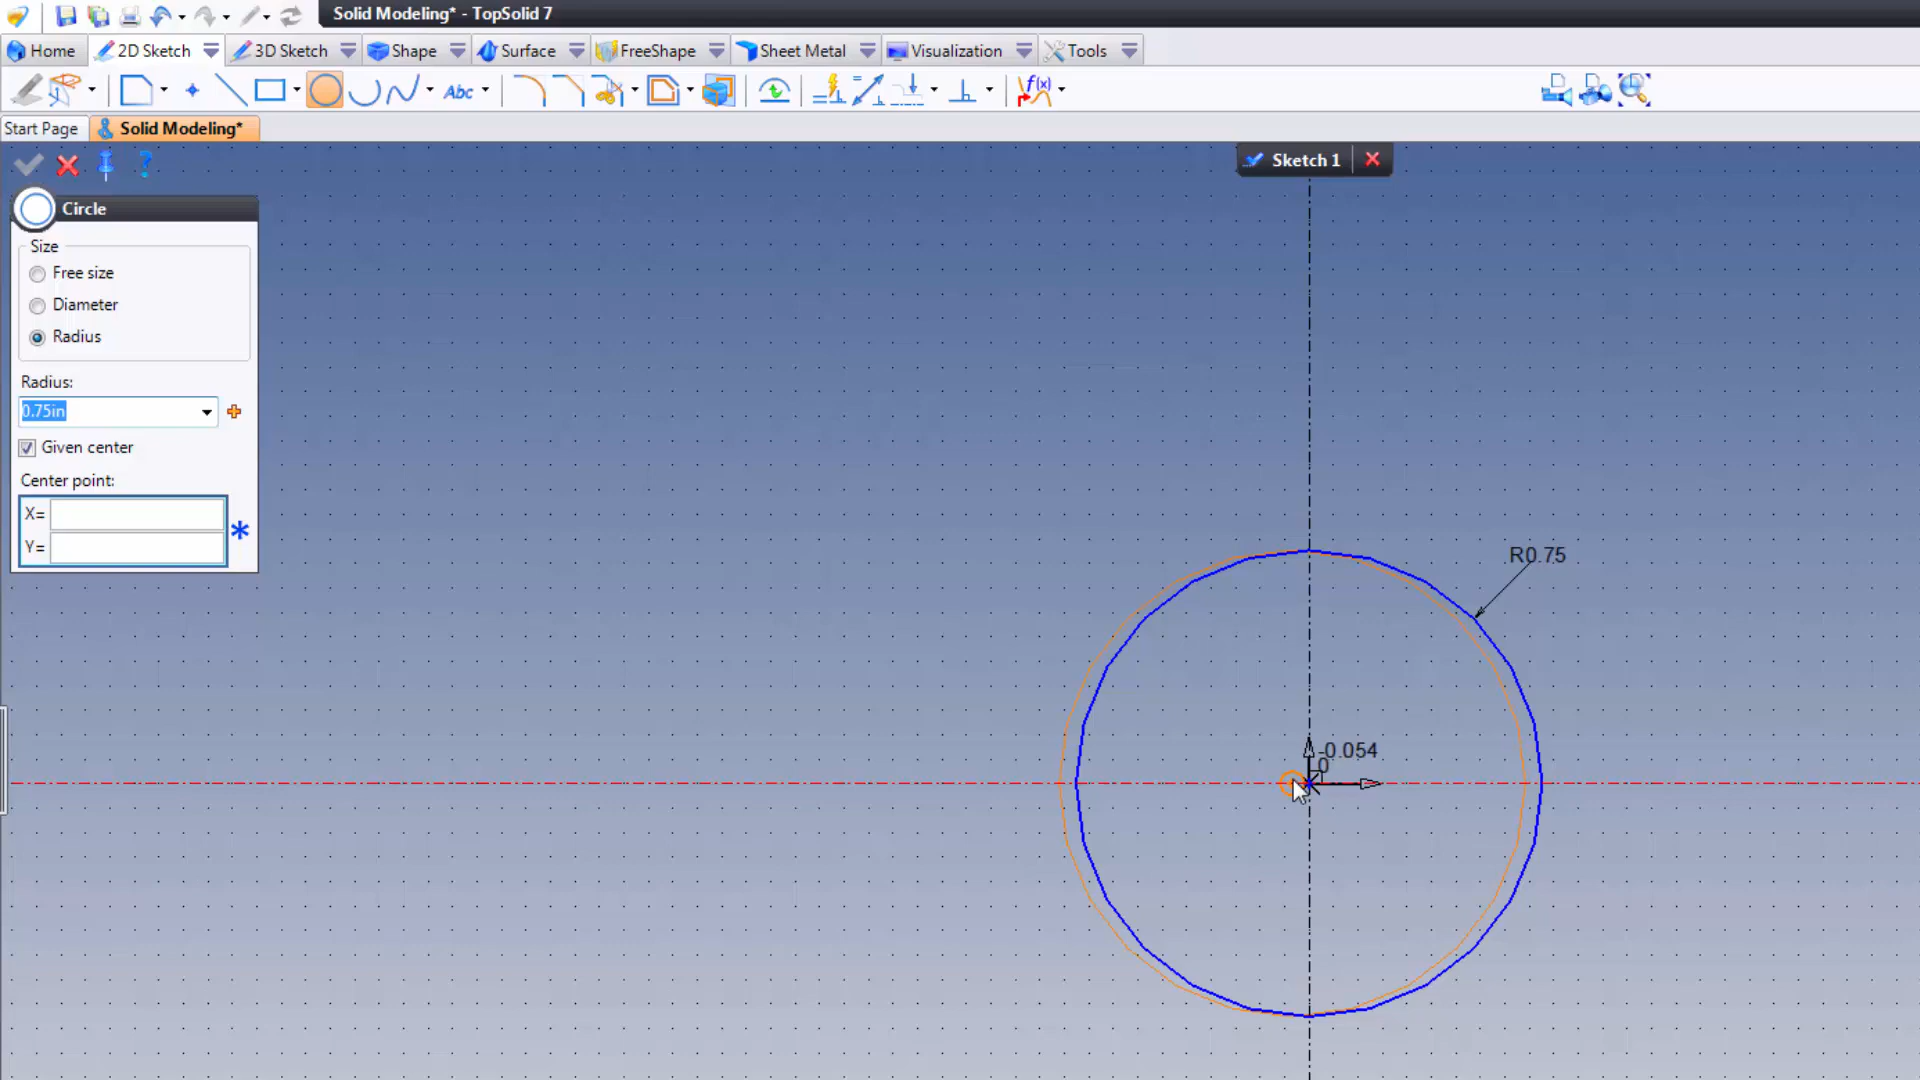 Solid Modeling* - TopSolid 7
Home 2D Sketch 3D Sketch Shape Surface FreeShape Sheet Metal Visualization Tools
Abc f(x)
Start Page Solid Modeling*
?
Sketch 1
Circle
Size
Free size
Diameter
Radius
Radius:
0.75in
Given center
Center point:
X=
Y=
R0.75
-0.054
0